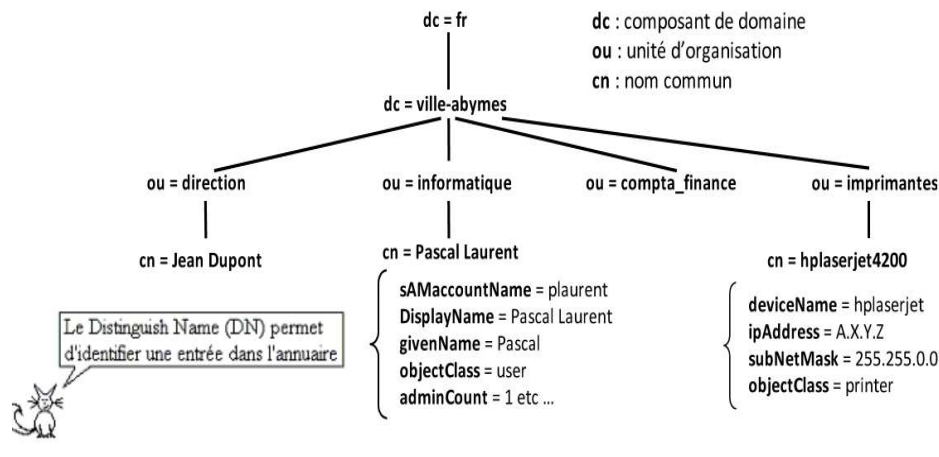 dc = fr
dc : composant de domaine
ou : unité d'organisation
cn : nom commun
dc = ville-abymes
ou = direction
ou = informatique
ou = compta_finance
ou = imprimantes
cn = Jean Dupont
cn = Pascal Laurent
cn = hplaserjet4200
sAMaccountName = plaurent
DisplayName = Pascal Laurent
givenName = Pascal
objectClass = user
adminCount = 1 etc ...
deviceName = hplaserjet
ipAddress = A.X.Y.Z
subNetMask = 255.255.0.0
objectClass = printer
Le Distinguish Name (DN) permet
d'identifier une entrée dans l'annuaire